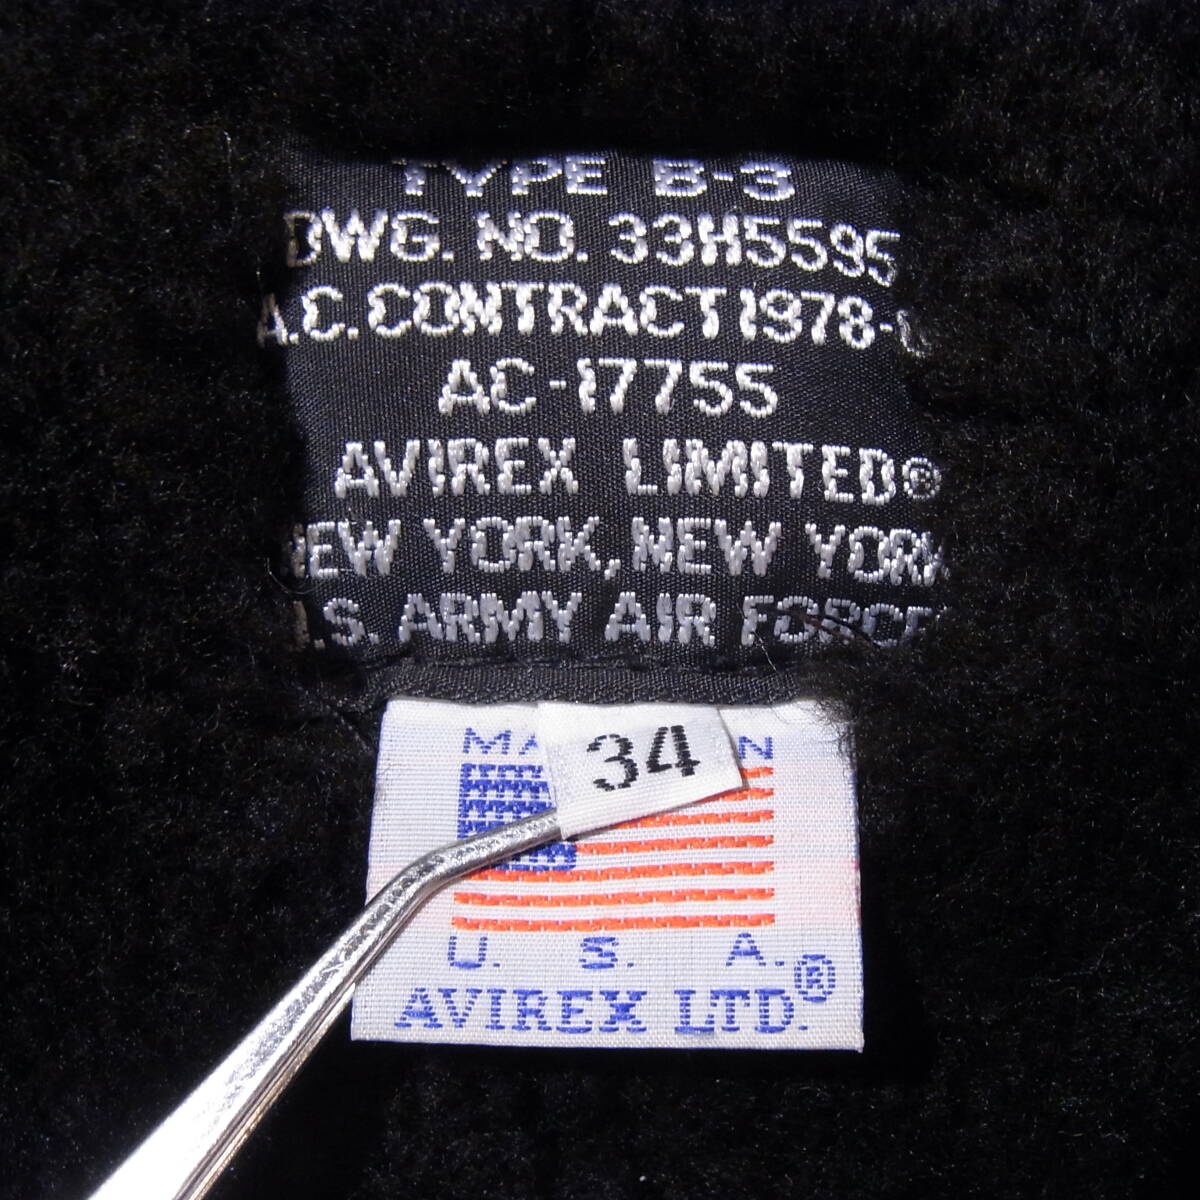 TYPE B-3
DWG. NO. 33H5595
A.C. CONTRACT 1978-
AC-17755
AVIREX LIMITED®
NEW YORK, NEW YORK
U.S. ARMY AIR FORCE
34
U. S. A.
AVIREX LTD.®